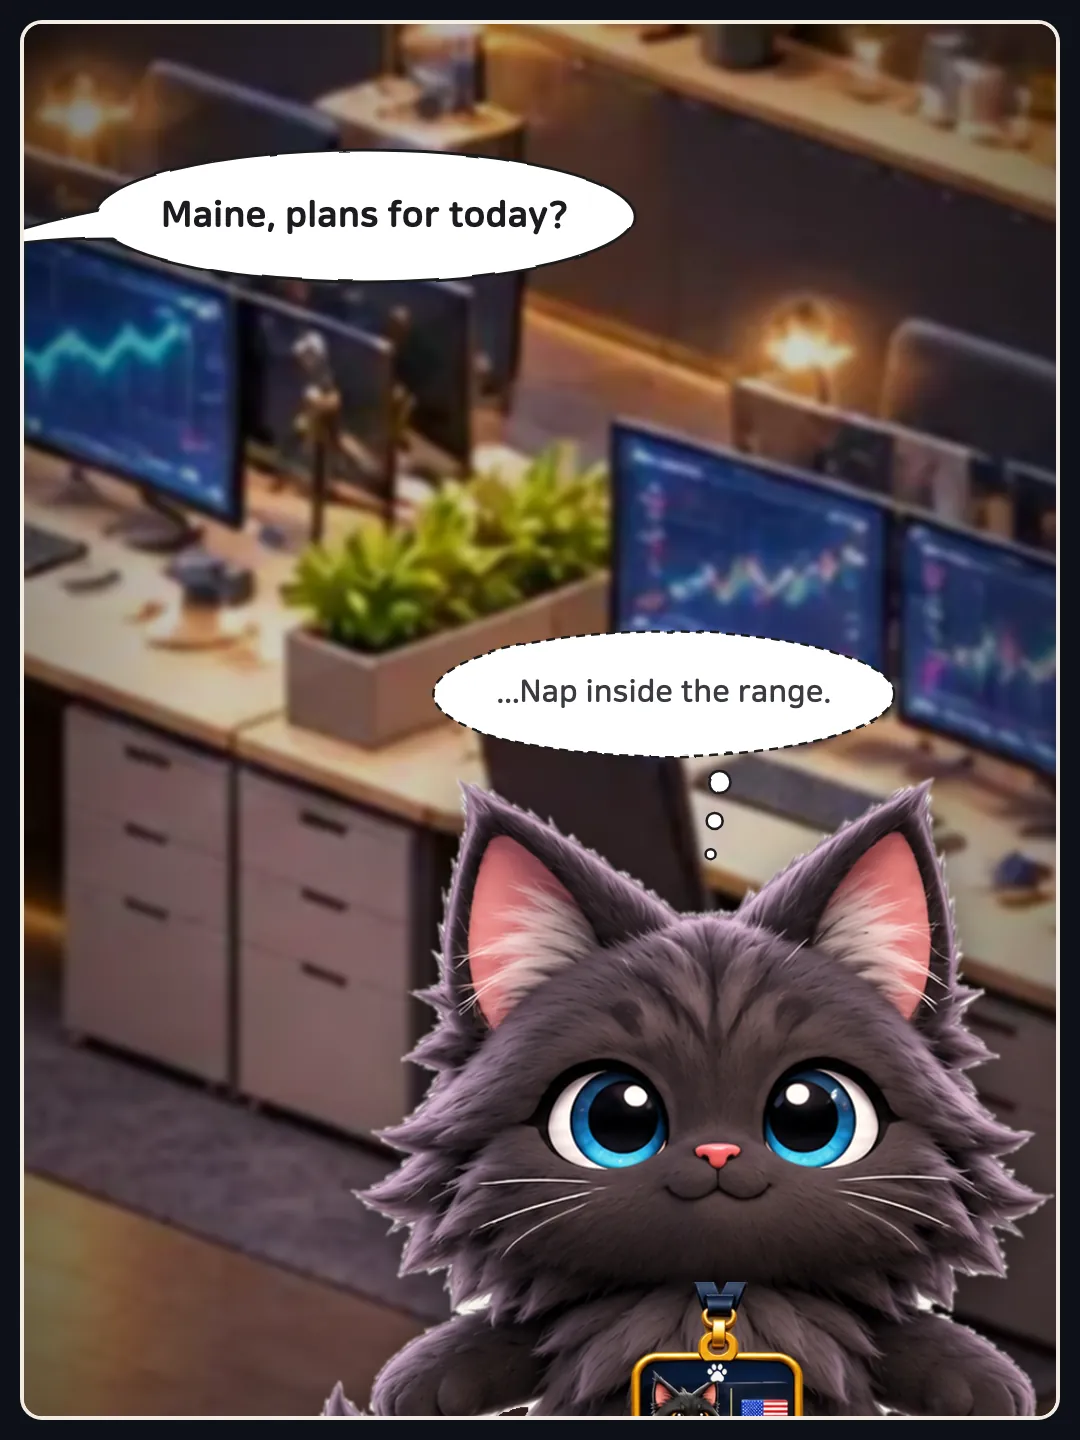 Maine, plans for today?
...Nap inside the range.